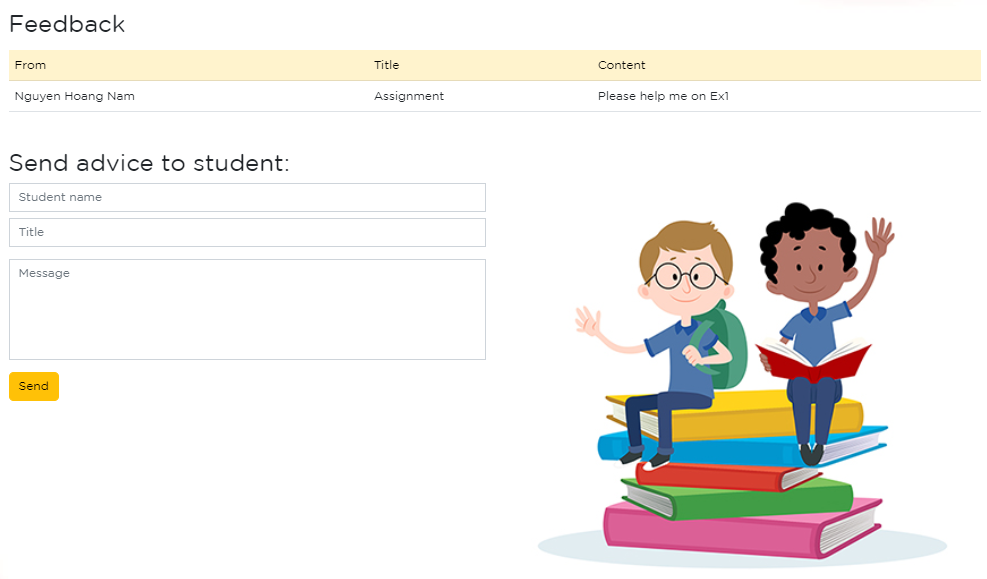 Feedback
From Title Content
Nguyen Hoang Nam Assignment Please help me on Ex1
Send advice to student:
Student name
Title
Message
Send